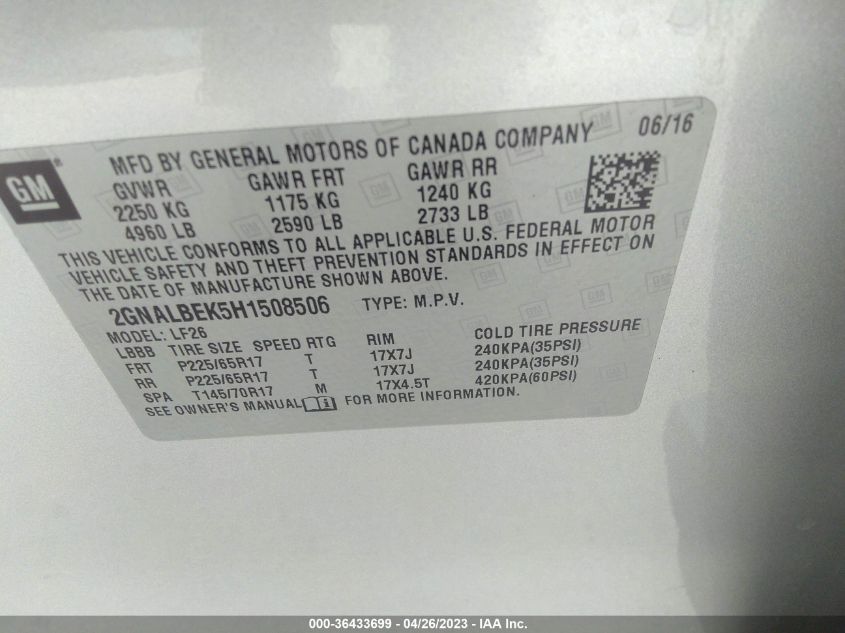 GM®
MFD BY GENERAL MOTORS OF CANADA COMPANY 06/16
GVWR GAWR FRT GAWR RR
2250 KG 1175 KG 1240 KG
4960 LB 2590 LB 2733 LB
THIS VEHICLE CONFORMS TO ALL APPLICABLE U.S. FEDERAL MOTOR
VEHICLE SAFETY AND THEFT PREVENTION STANDARDS IN EFFECT ON
THE DATE OF MANUFACTURE SHOWN ABOVE.
2GNALBEK5H1508506 TYPE: M.P.V.
MODEL: LF26
LBBB TIRE SIZE SPEED RTG RIM COLD TIRE PRESSURE
FRT P225/65R17 T 17X7J 240KPA(35PSI)
RR P225/65R17 T 17X7J 240KPA(35PSI)
SPA T145/70R17 M 17X4.5T 420KPA(60PSI)
SEE OWNER'S MANUAL i FOR MORE INFORMATION.
000-36433699 - 04/26/2023 - IAA Inc.